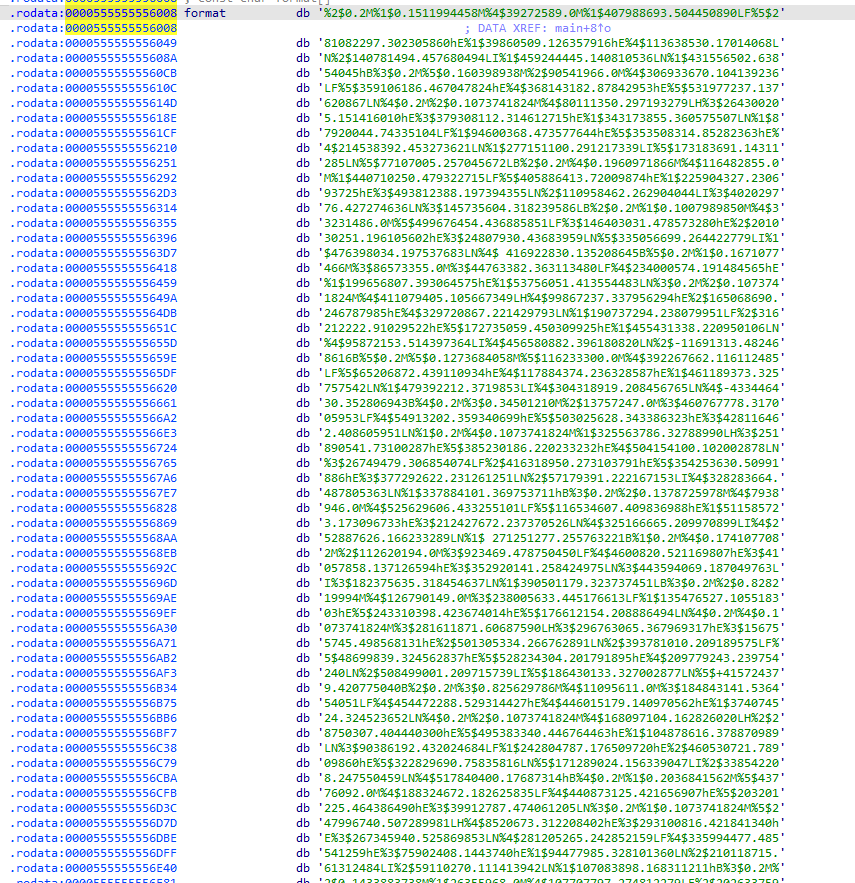 .rodata:0000555555556008 format db '%2$0.2M%1$0.1511994458M%4$39272589.0M%1$407988693.504450890LF%5$2'
.rodata:0000555555556008 ; DATA XREF: main+8↑o
.rodata:0000555555556049 db '81082297.302305860hE%1$39860509.126357916hE%4$113638530.17014068L'
.rodata:000055555555608A db 'N%2$140781494.457680494LI%1$459244445.140810536LN%1$431556502.638'
.rodata:00005555555560CB db '54045hB%3$0.2M%5$0.160398938M%2$90541966.0M%4$306933670.104139236'
.rodata:000055555555610C db 'LF%5$359106186.467047824hE%4$368143182.87842953hE%5$531977237.137'
.rodata:000055555555614D db '620867LN%4$0.2M%2$0.1073741824M%4$80111350.297193279LH%3$26430020'
.rodata:000055555555618E db '5.151416010hE%3$379308112.314612715hE%1$343173855.360575507LN%1$8'
.rodata:00005555555561CF db '7920044.74335104LF%1$94600368.473577644hE%5$353508314.85282363hE%'
.rodata:0000555555556210 db '4$214538392.453273621LN%1$277151100.291217339LI%5$173183691.14311'
.rodata:0000555555556251 db '285LN%5$77107005.257045672LB%2$0.2M%4$0.1960971866M%4$116482855.0'
.rodata:0000555555556292 db 'M%1$440710250.479322715LF%5$405886413.72009874hE%1$225904327.2306'
.rodata:00005555555562D3 db '93725hE%3$493812388.197394355LN%2$110958462.262904044LI%3$4020297'
.rodata:0000555555556314 db '76.427274636LN%3$145735604.318239586LB%2$0.2M%1$0.1007989850M%4$3'
.rodata:0000555555556355 db '3231486.0M%5$499676454.436885851LF%3$146403031.478573280hE%2$2010'
.rodata:0000555555556396 db '30251.196105602hE%3$24807930.43683959LN%5$335056699.264422779LI%1'
.rodata:00005555555563D7 db '$476398034.197537683LN%4$ 416922830.135208645B%5$0.2M%1$0.1671077'
.rodata:0000555555556418 db '466M%3$86573355.0M%3$44763382.363113480LF%4$234000574.191484565hE'
.rodata:0000555555556459 db '%1$199656807.393064575hE%1$53756051.413554483LN%3$0.2M%2$0.107374'
.rodata:000055555555649A db '1824M%4$411079405.105667349LH%4$99867237.337956294hE%2$165068690.'
.rodata:00005555555564DB db '246787985hE%4$329720867.221429793LN%1$190737294.238079951LF%2$316'
.rodata:000055555555651C db '212222.91029522hE%5$172735059.450309925hE%1$455431338.220950106LN'
.rodata:000055555555655D db '%4$95872153.514397364LI%4$456580882.396180820LN%2$-11691313.48246'
.rodata:000055555555659E db '8616B%5$0.2M%5$0.1273684058M%5$116233300.0M%4$392267662.116112485'
.rodata:00005555555565DF db 'LF%5$65206872.439110934hE%4$117884374.236328587hE%1$461189373.325'
.rodata:0000555555556620 db '757542LN%1$479392212.3719853LI%4$304318919.208456765LN%4$-4334464'
.rodata:0000555555556661 db '30.352806943B%4$0.2M%3$0.34501210M%2$13757247.0M%3$460767778.3170'
.rodata:00005555555566A2 db '05953LF%4$54913202.359340699hE%5$503025628.343386323hE%3$42811646'
.rodata:00005555555566E3 db '2.408605951LN%1$0.2M%4$0.1073741824M%1$325563786.32788990LH%3$251'
.rodata:0000555555556724 db '890541.73100287hE%5$385230186.220233232hE%4$504154100.102002878LN'
.rodata:0000555555556765 db '%3$26749479.306854074LF%2$416318950.273103791hE%5$354253630.50991'
.rodata:00005555555567A6 db '886hE%3$377292622.231261251LN%2$57179391.222167153LI%4$328283664.'
.rodata:00005555555567E7 db '487805363LN%1$337884101.369753711hB%3$0.2M%2$0.1378725978M%4$7938'
.rodata:0000555555556828 db '946.0M%4$525629606.433255101LF%5$116534607.409836988hE%1$51158572'
.rodata:0000555555556869 db '3.173096733hE%3$212427672.237370526LN%4$325166665.209970899LI%4$2'
.rodata:00005555555568AA db '52887626.166233289LN%1$ 271251277.255763221B%1$0.2M%4$0.174107708'
.rodata:00005555555568EB db '2M%2$112620194.0M%3$923469.478750450LF%4$4600820.521169807hE%3$41'
.rodata:000055555555692C db '057858.137126594hE%3$352920141.258424975LN%3$443594069.187049763L'
.rodata:000055555555696D db 'I%3$182375635.318454637LN%1$390501179.323737451LB%3$0.2M%2$0.8282'
.rodata:00005555555569AE db '19994M%4$126790149.0M%3$238005633.445176613LF%1$135476527.1055183'
.rodata:00005555555569EF db '03hE%5$243310398.423674014hE%5$176612154.208886494LN%4$0.2M%4$0.1'
.rodata:0000555555556A30 db '073741824M%3$281611871.60687590LH%3$296763065.367969317hE%3$15675'
.rodata:0000555555556A71 db '5745.498568131hE%2$501305334.266762891LN%2$393781010.209189575LF%'
.rodata:0000555555556AB2 db '5$48699839.324562837hE%5$528234304.201791895hE%4$209779243.239754'
.rodata:0000555555556AF3 db '240LN%2$508499001.209715739LI%5$186430133.327002877LN%5$+41572437'
.rodata:0000555555556B34 db '9.420775040B%2$0.2M%3$0.825629786M%4$11095611.0M%3$184843141.5364'
.rodata:0000555555556B75 db '54051LF%4$454472288.529314427hE%4$446015179.140970562hE%1$3740745'
.rodata:0000555555556BB6 db '24.324523652LN%4$0.2M%2$0.1073741824M%4$168097104.162826020LH%2$2'
.rodata:0000555555556BF7 db '8750307.404440300hE%5$495383340.446764463hE%1$104878616.378870989'
.rodata:0000555555556C38 db 'LN%3$90386192.432024684LF%1$242804787.176509720hE%2$460530721.789'
.rodata:0000555555556C79 db '09860hE%5$322829690.75835816LN%5$171289024.156339047LI%2$33854220'
.rodata:0000555555556CBA db '8.247550459LN%4$517840400.17687314hB%4$0.2M%1$0.2036841562M%5$437'
.rodata:0000555555556CFB db '76092.0M%4$188324672.182625835LF%4$440873125.421656907hE%5$203201'
.rodata:0000555555556D3C db '225.464386490hE%3$39912787.474061205LN%3$0.2M%1$0.1073741824M%5$2'
.rodata:0000555555556D7D db '47996740.507289981LH%4$8520673.312208402hE%3$293100816.421841340h'
.rodata:0000555555556DBE db 'E%3$267345940.525869853LN%4$281205265.242852159LF%4$335994477.485'
.rodata:0000555555556DFF db '541259hE%3$75902408.1443740hE%1$94477985.328101360LN%2$210118715.'
.rodata:0000555555556E40 db '61312484LI%2$59110270.111413942LN%1$107083898.168311211hB%3$0.2M%'